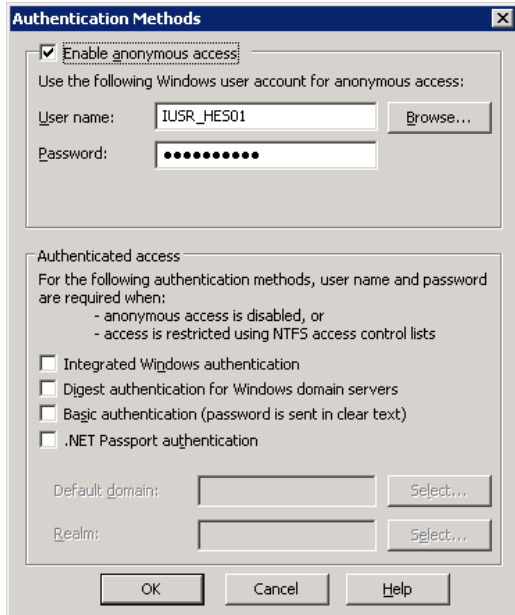 Authentication Methods
Enable anonymous access
Use the following Windows user account for anonymous access:
User name: IUSR_HES01 Browse...
Password: ●●●●●●●●●●
Authenticated access
For the following authentication methods, user name and password
are required when:
- anonymous access is disabled, or
- access is restricted using NTFS access control lists
Integrated Windows authentication
Digest authentication for Windows domain servers
Basic authentication (password is sent in clear text)
.NET Passport authentication
Default domain: Select...
Realm: Select...
OK Cancel Help